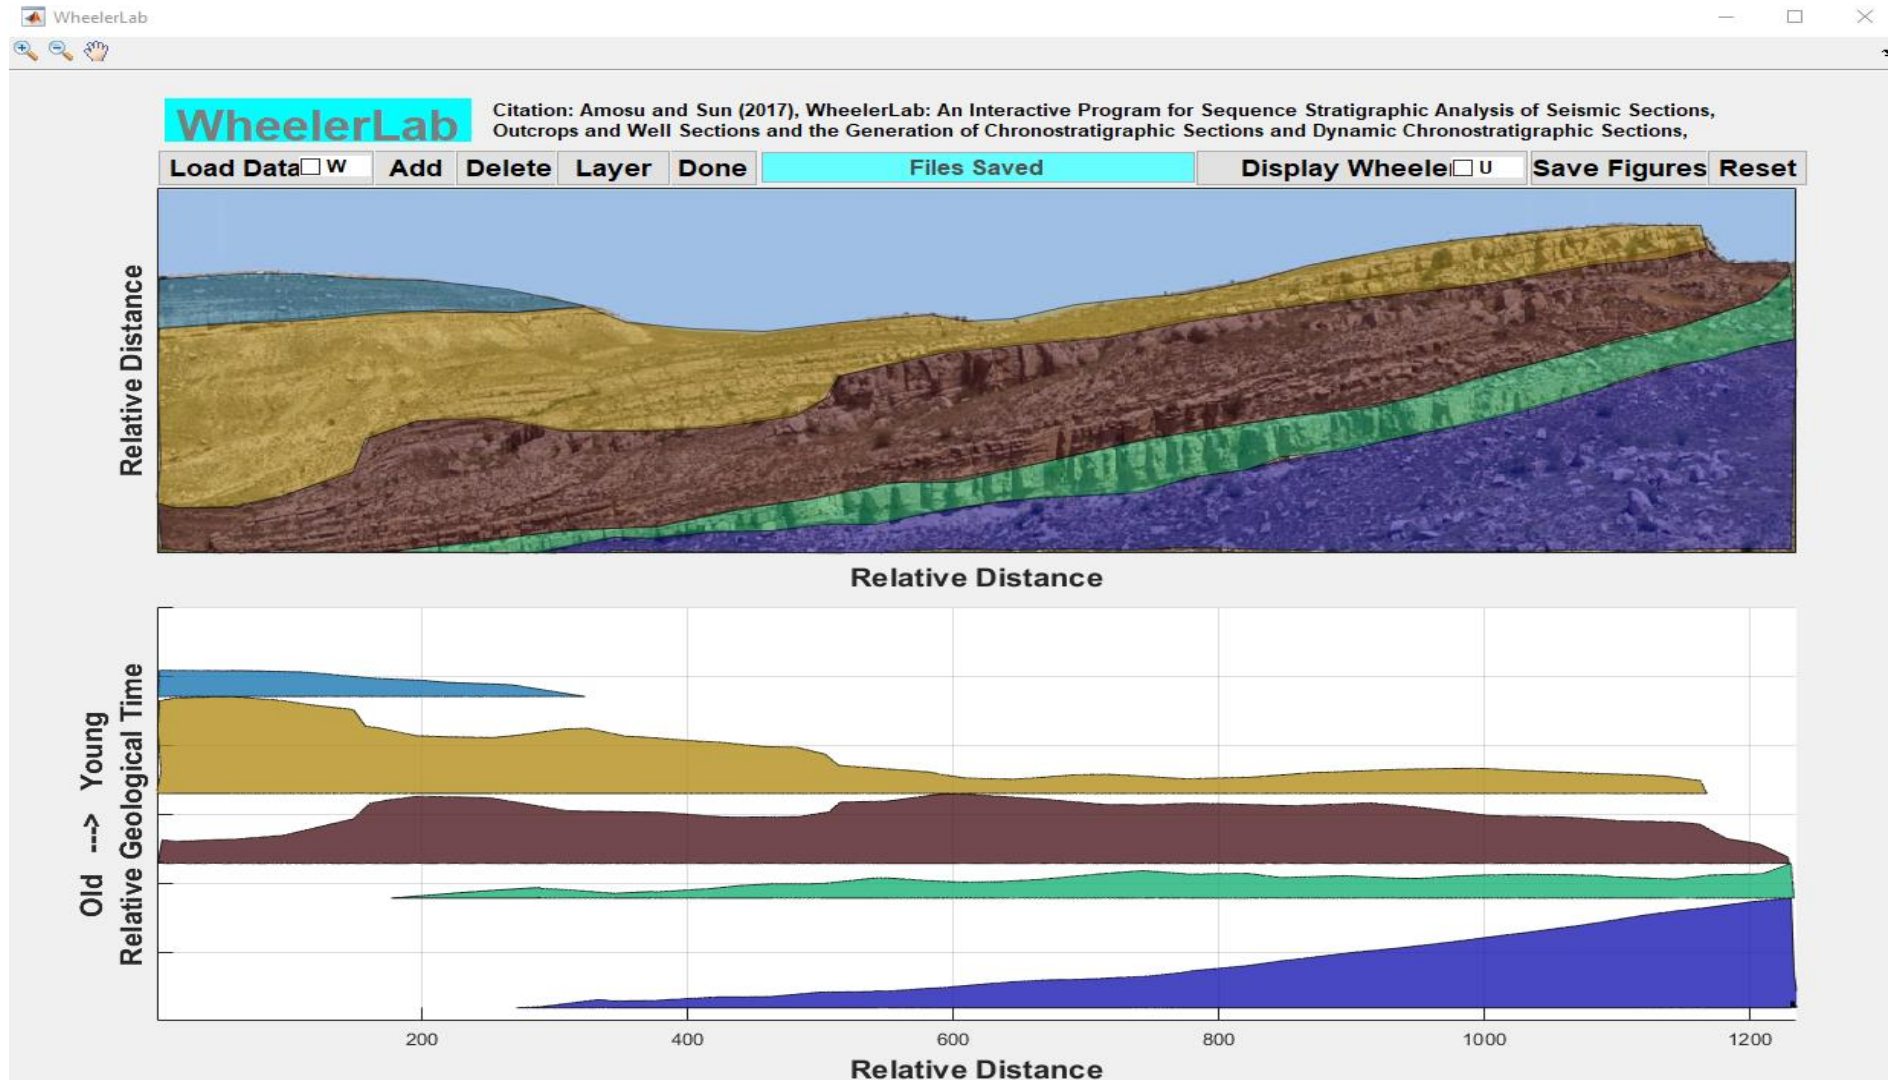 WheelerLab
WheelerLab
Citation: Amosu and Sun (2017), WheelerLab: An Interactive Program for Sequence Stratigraphic Analysis of Seismic Sections,
Outcrops and Well Sections and the Generation of Chronostratigraphic Sections and Dynamic Chronostratigraphic Sections,
Load Data W Add Delete Layer Done Files Saved Display Wheele U Save Figures Reset
Relative Distance
Relative Distance
Old ---> Young
Relative Geological Time
200 400 600 800 1000 1200
Relative Distance